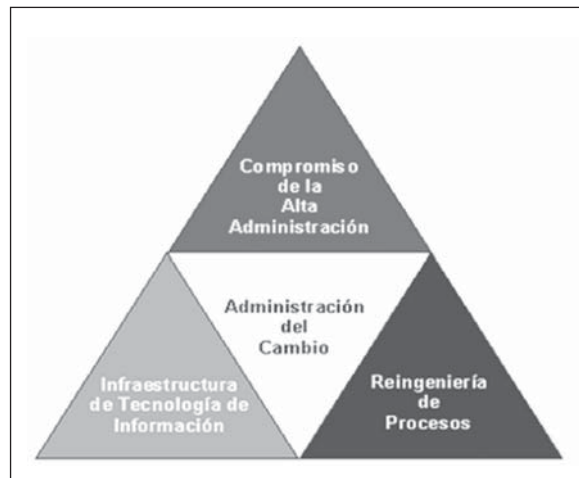 Compromiso
de la
Alta
Administración
Administración
del
Cambio
Infraestructura
de Tecnología de
Información
Reingeniería
de
Procesos